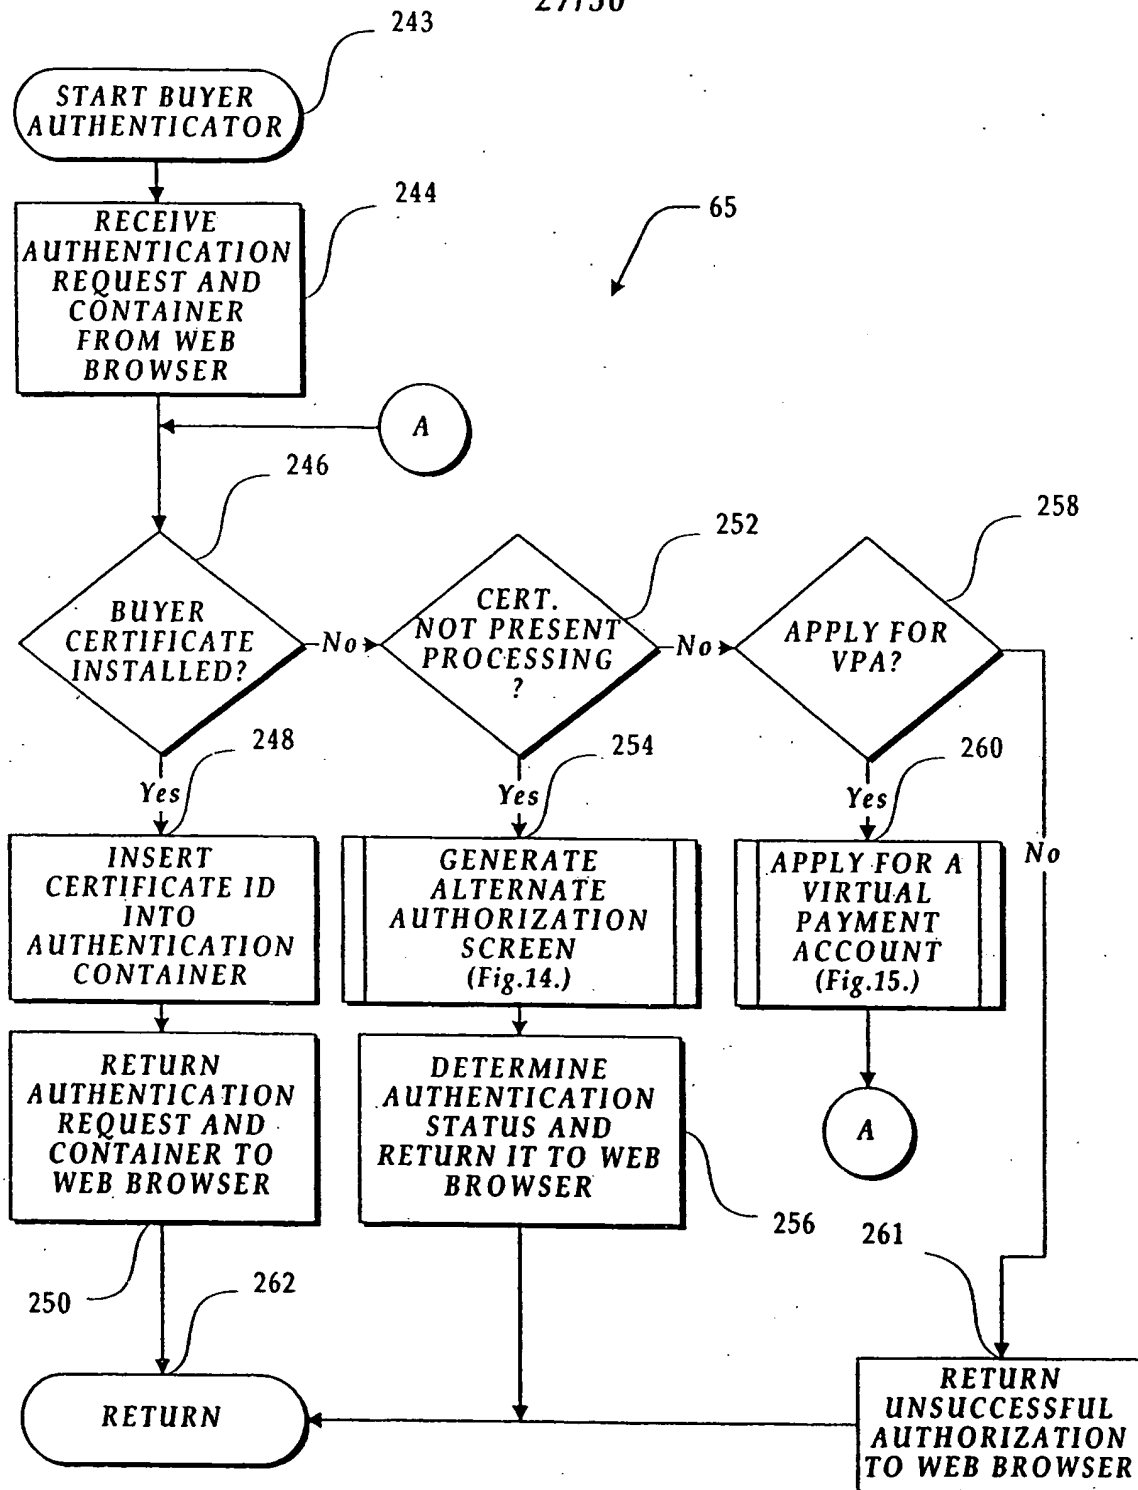 243
START BUYER
AUTHENTICATOR
244
RECEIVE
AUTHENTICATION
REQUEST AND
CONTAINER
FROM WEB
BROWSER
65
A
246
252
258
BUYER
CERTIFICATE
INSTALLED?
No
CERT.
NOT PRESENT
PROCESSING
?
No
APPLY FOR
VPA?
248
254
260
Yes
Yes
Yes
No
INSERT
CERTIFICATE ID
INTO
AUTHENTICATION
CONTAINER
GENERATE
ALTERNATE
AUTHORIZATION
SCREEN
(Fig.14.)
APPLY FOR A
VIRTUAL
PAYMENT
ACCOUNT
(Fig.15.)
RETURN
AUTHENTICATION
REQUEST AND
CONTAINER TO
WEB BROWSER
DETERMINE
AUTHENTICATION
STATUS AND
RETURN IT TO WEB
BROWSER
A
256
261
250
262
RETURN
RETURN
UNSUCCESSFUL
AUTHORIZATION
TO WEB BROWSER